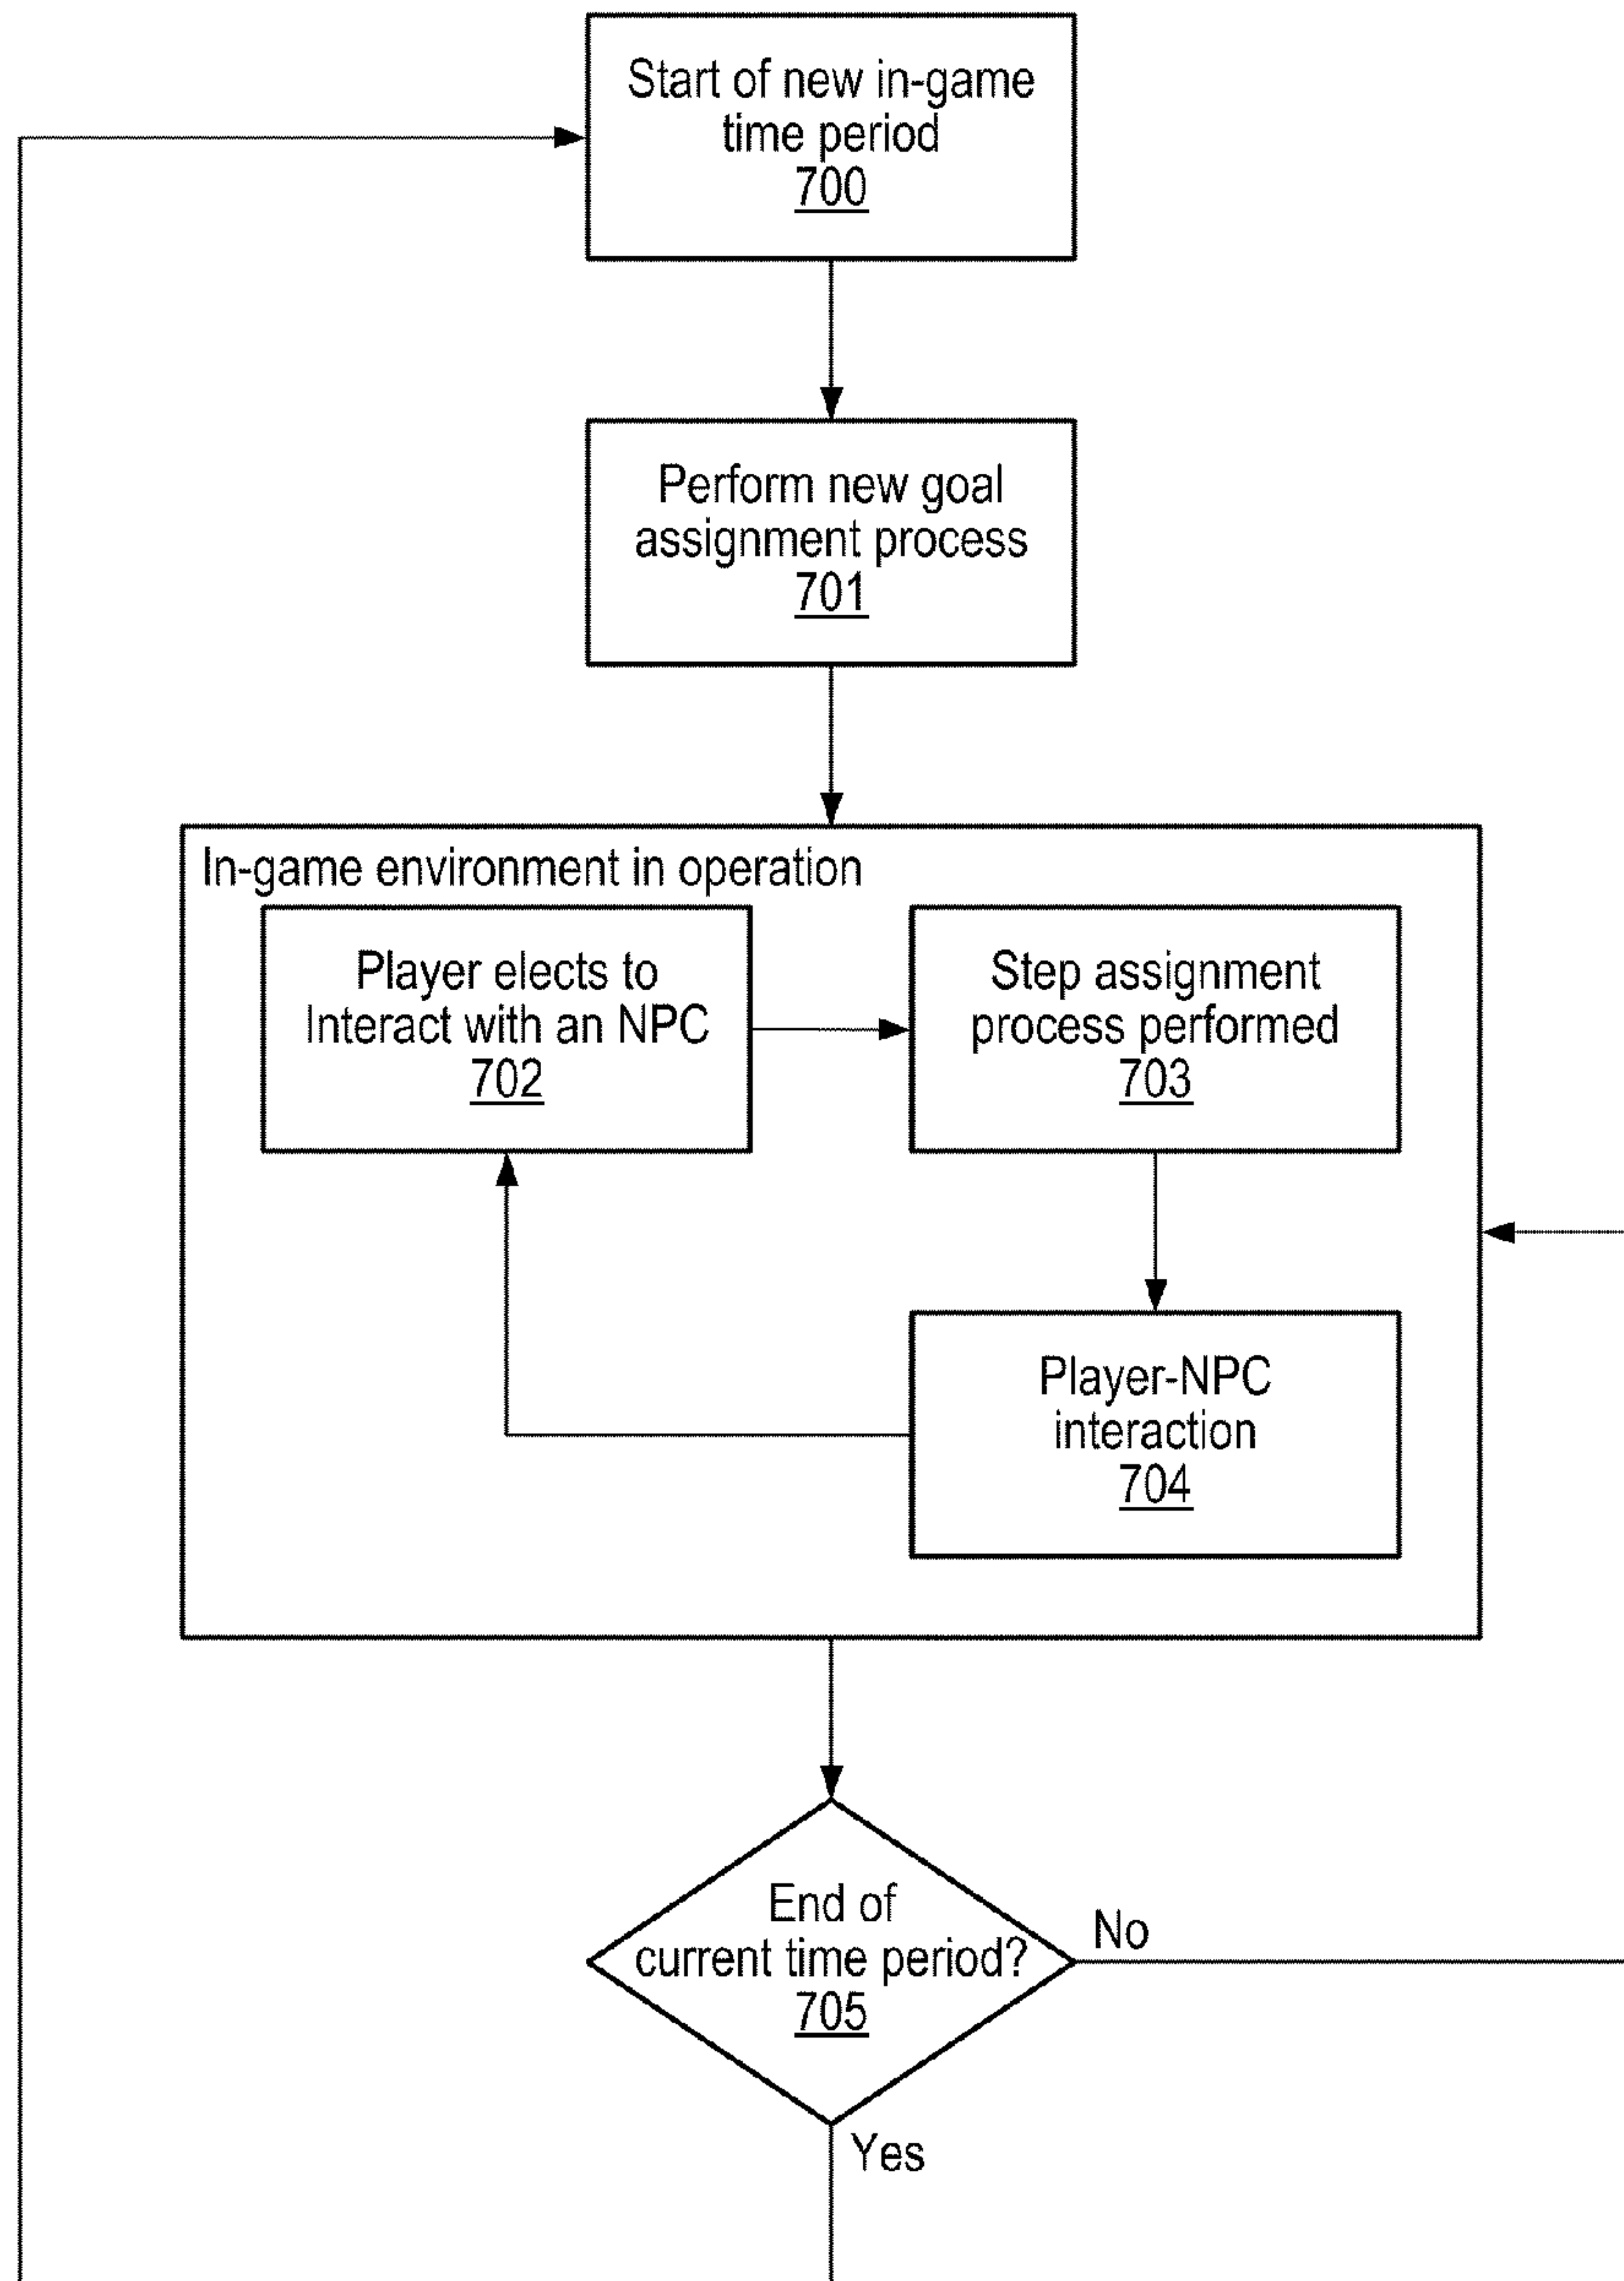 Start of new in-game
time period
700
Perform new goal
assignment process
701
In-game environment in operation
Player elects to
Interact with an NPC
702
Step assignment
process performed
703
Player-NPC
interaction
704
End of
current time period?
705
No
Yes